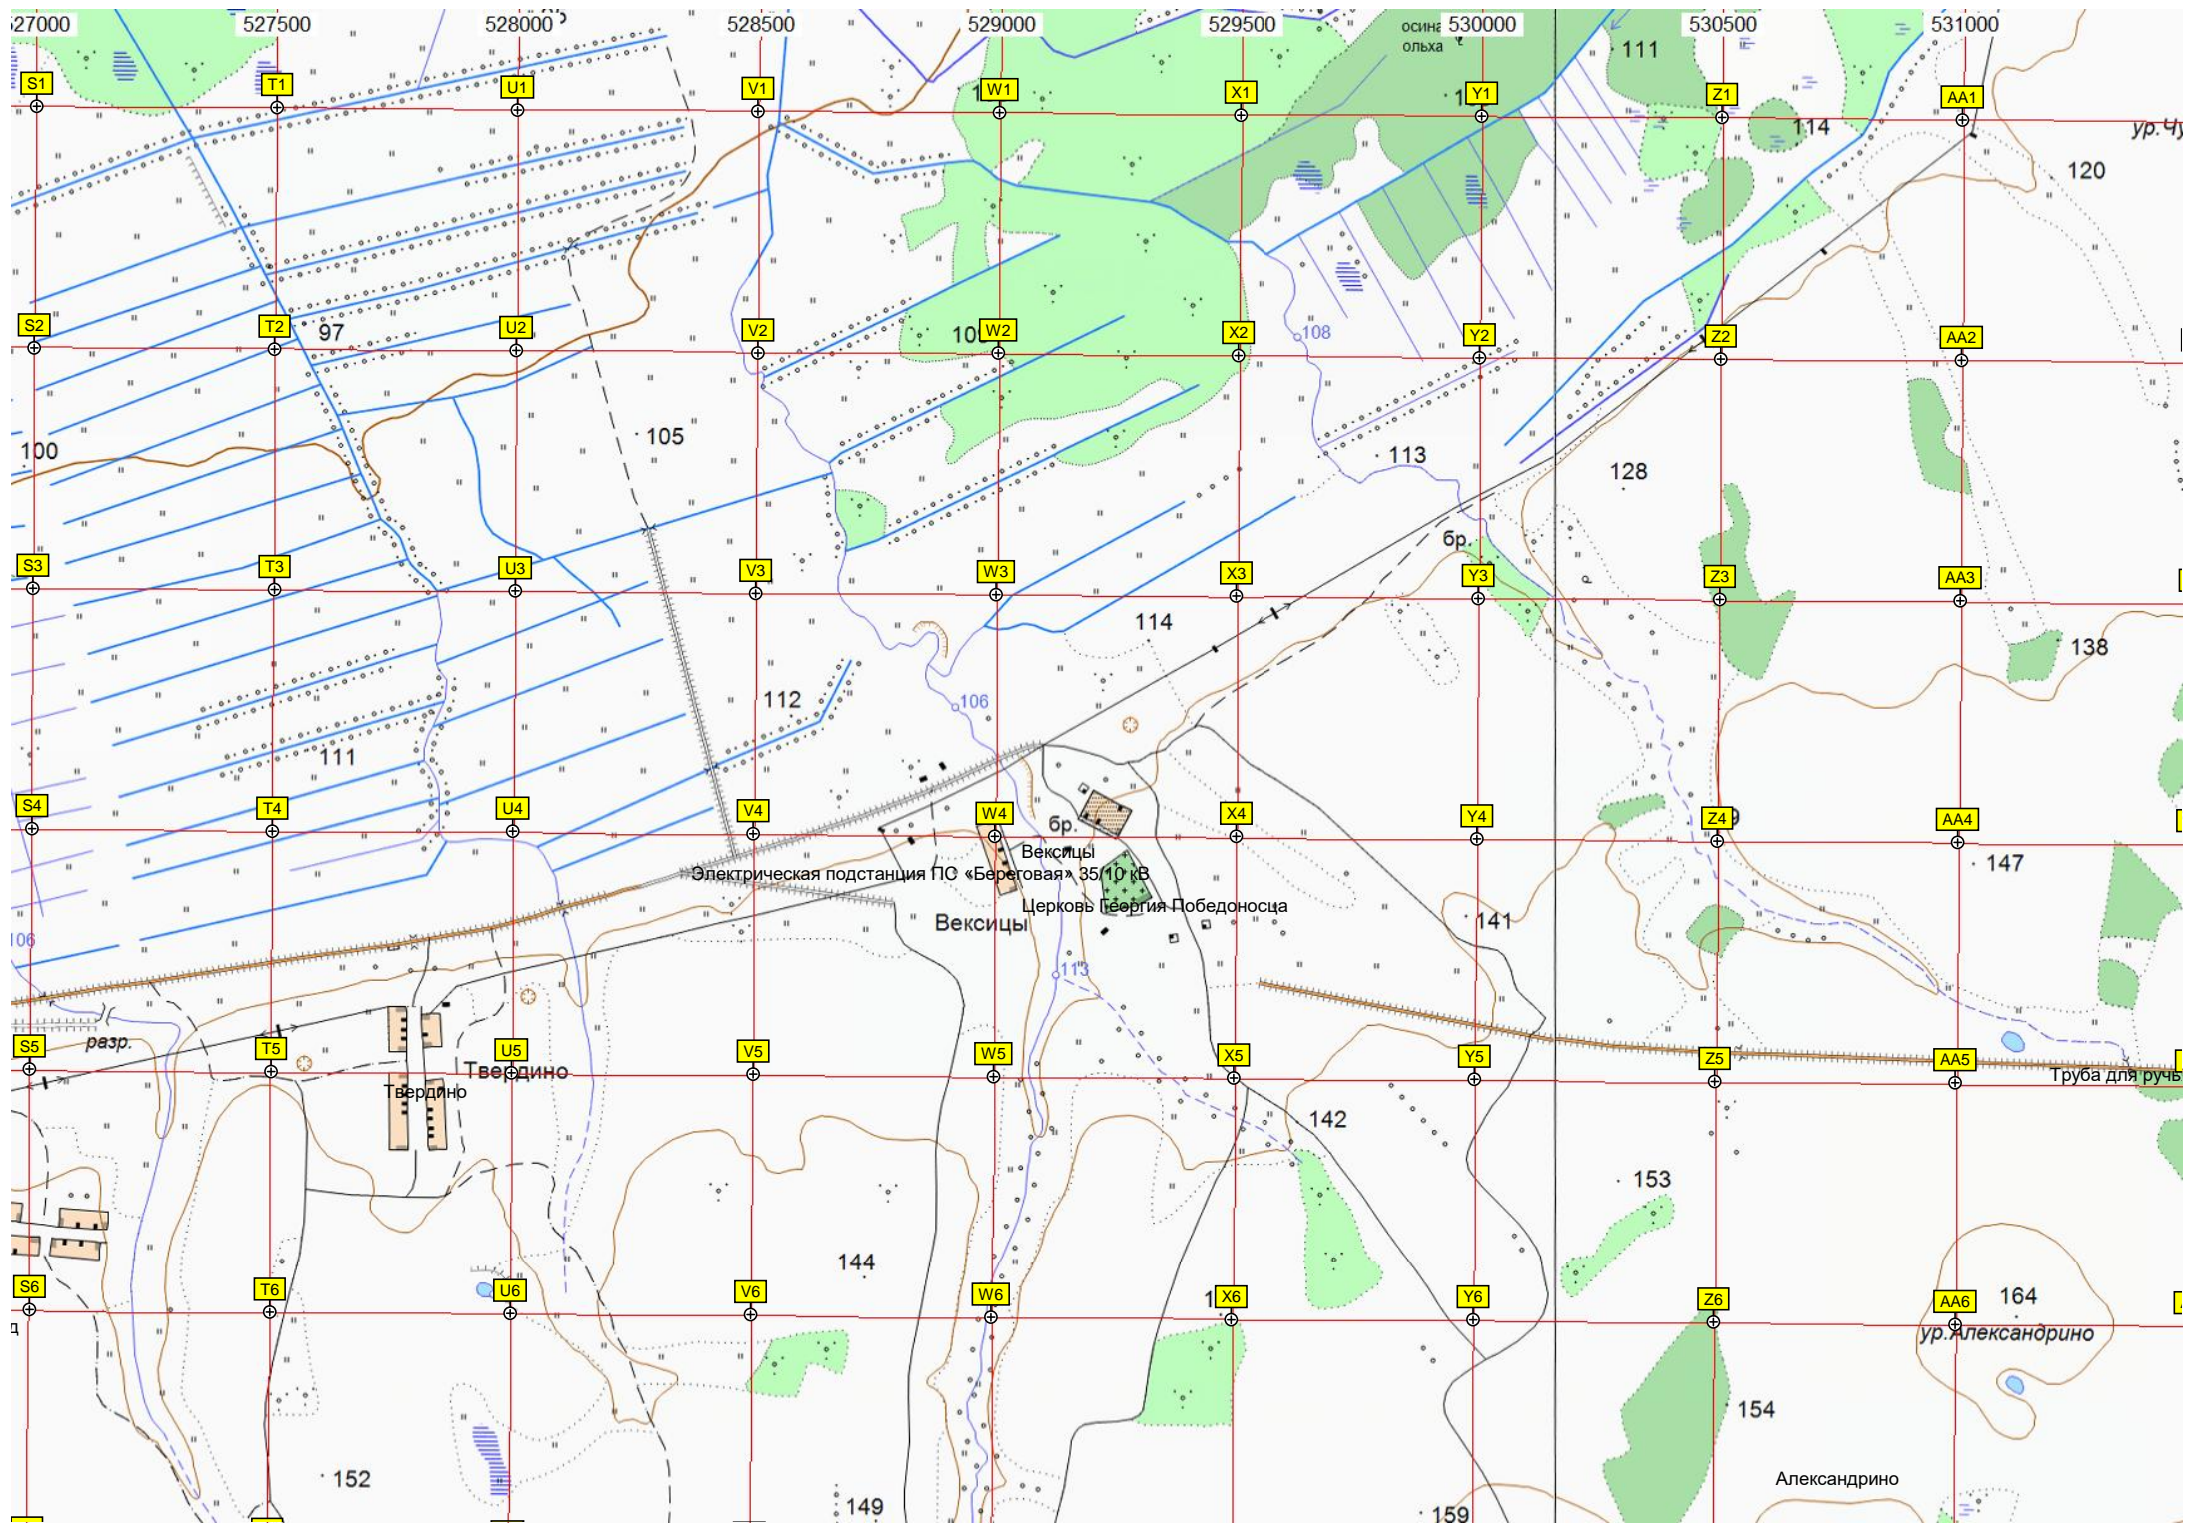 527000 527500 528000 528500 529000 529500 530000 530500 531000
осина
ольха
111
S1 T1 U1 V1 W1 X1 Y1 Z1 AA1
114
120
S2 T2 U2 V2 W2 X2 Y2 Z2 AA2
97
108
100
105
113
128
бр.
S3 T3 U3 V3 W3 X3 Y3 Z3 AA3
114
138
112
106
111
S4 T4 U4 V4 W4 X4 Y4 Z4 AA4
бр.
Вексицы
147
Электрическая подстанция ПС «Береговая» 35/10 кВ
Церковь Георгия Победоносца
Вексицы
141
106
113
разр.
S5 T5 U5 V5 W5 X5 Y5 Z5 AA5
Твердино
Труба для ручь
Твердино
142
153
144
S6 T6 U6 V6 W6 X6 Y6 Z6 AA6
164
ур.Александрино
154
152
Александрино
149
159